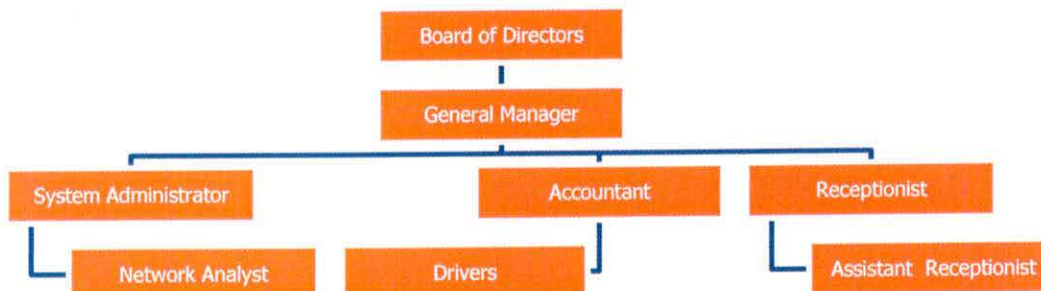 Board of Directors
General Manager
System Administrator
Accountant
Receptionist
Network Analyst
Drivers
Assistant Receptionist